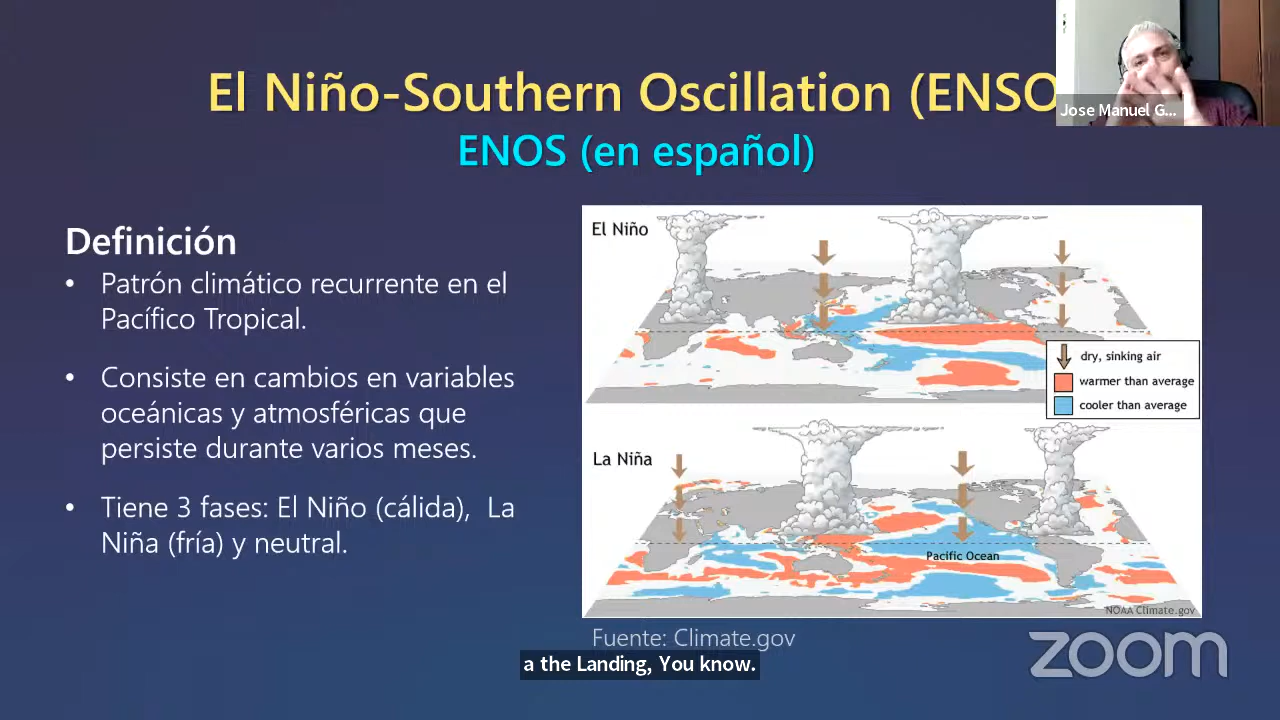 El Niño-Southern Oscillation (ENSO
ENOS (en español)
Jose Manuel G...
Definición
• Patrón climático recurrente en el
Pacífico Tropical.
• Consiste en cambios en variables
oceánicas y atmosféricas que
persiste durante varios meses.
• Tiene 3 fases: El Niño (cálida), La
Niña (fría) y neutral.
El Niño
dry, sinking air
warmer than average
cooler than average
La Niña
Pacific Ocean
NOAA Climate.gov
Fuente: Climate.gov
a the Landing, You know.
zoom